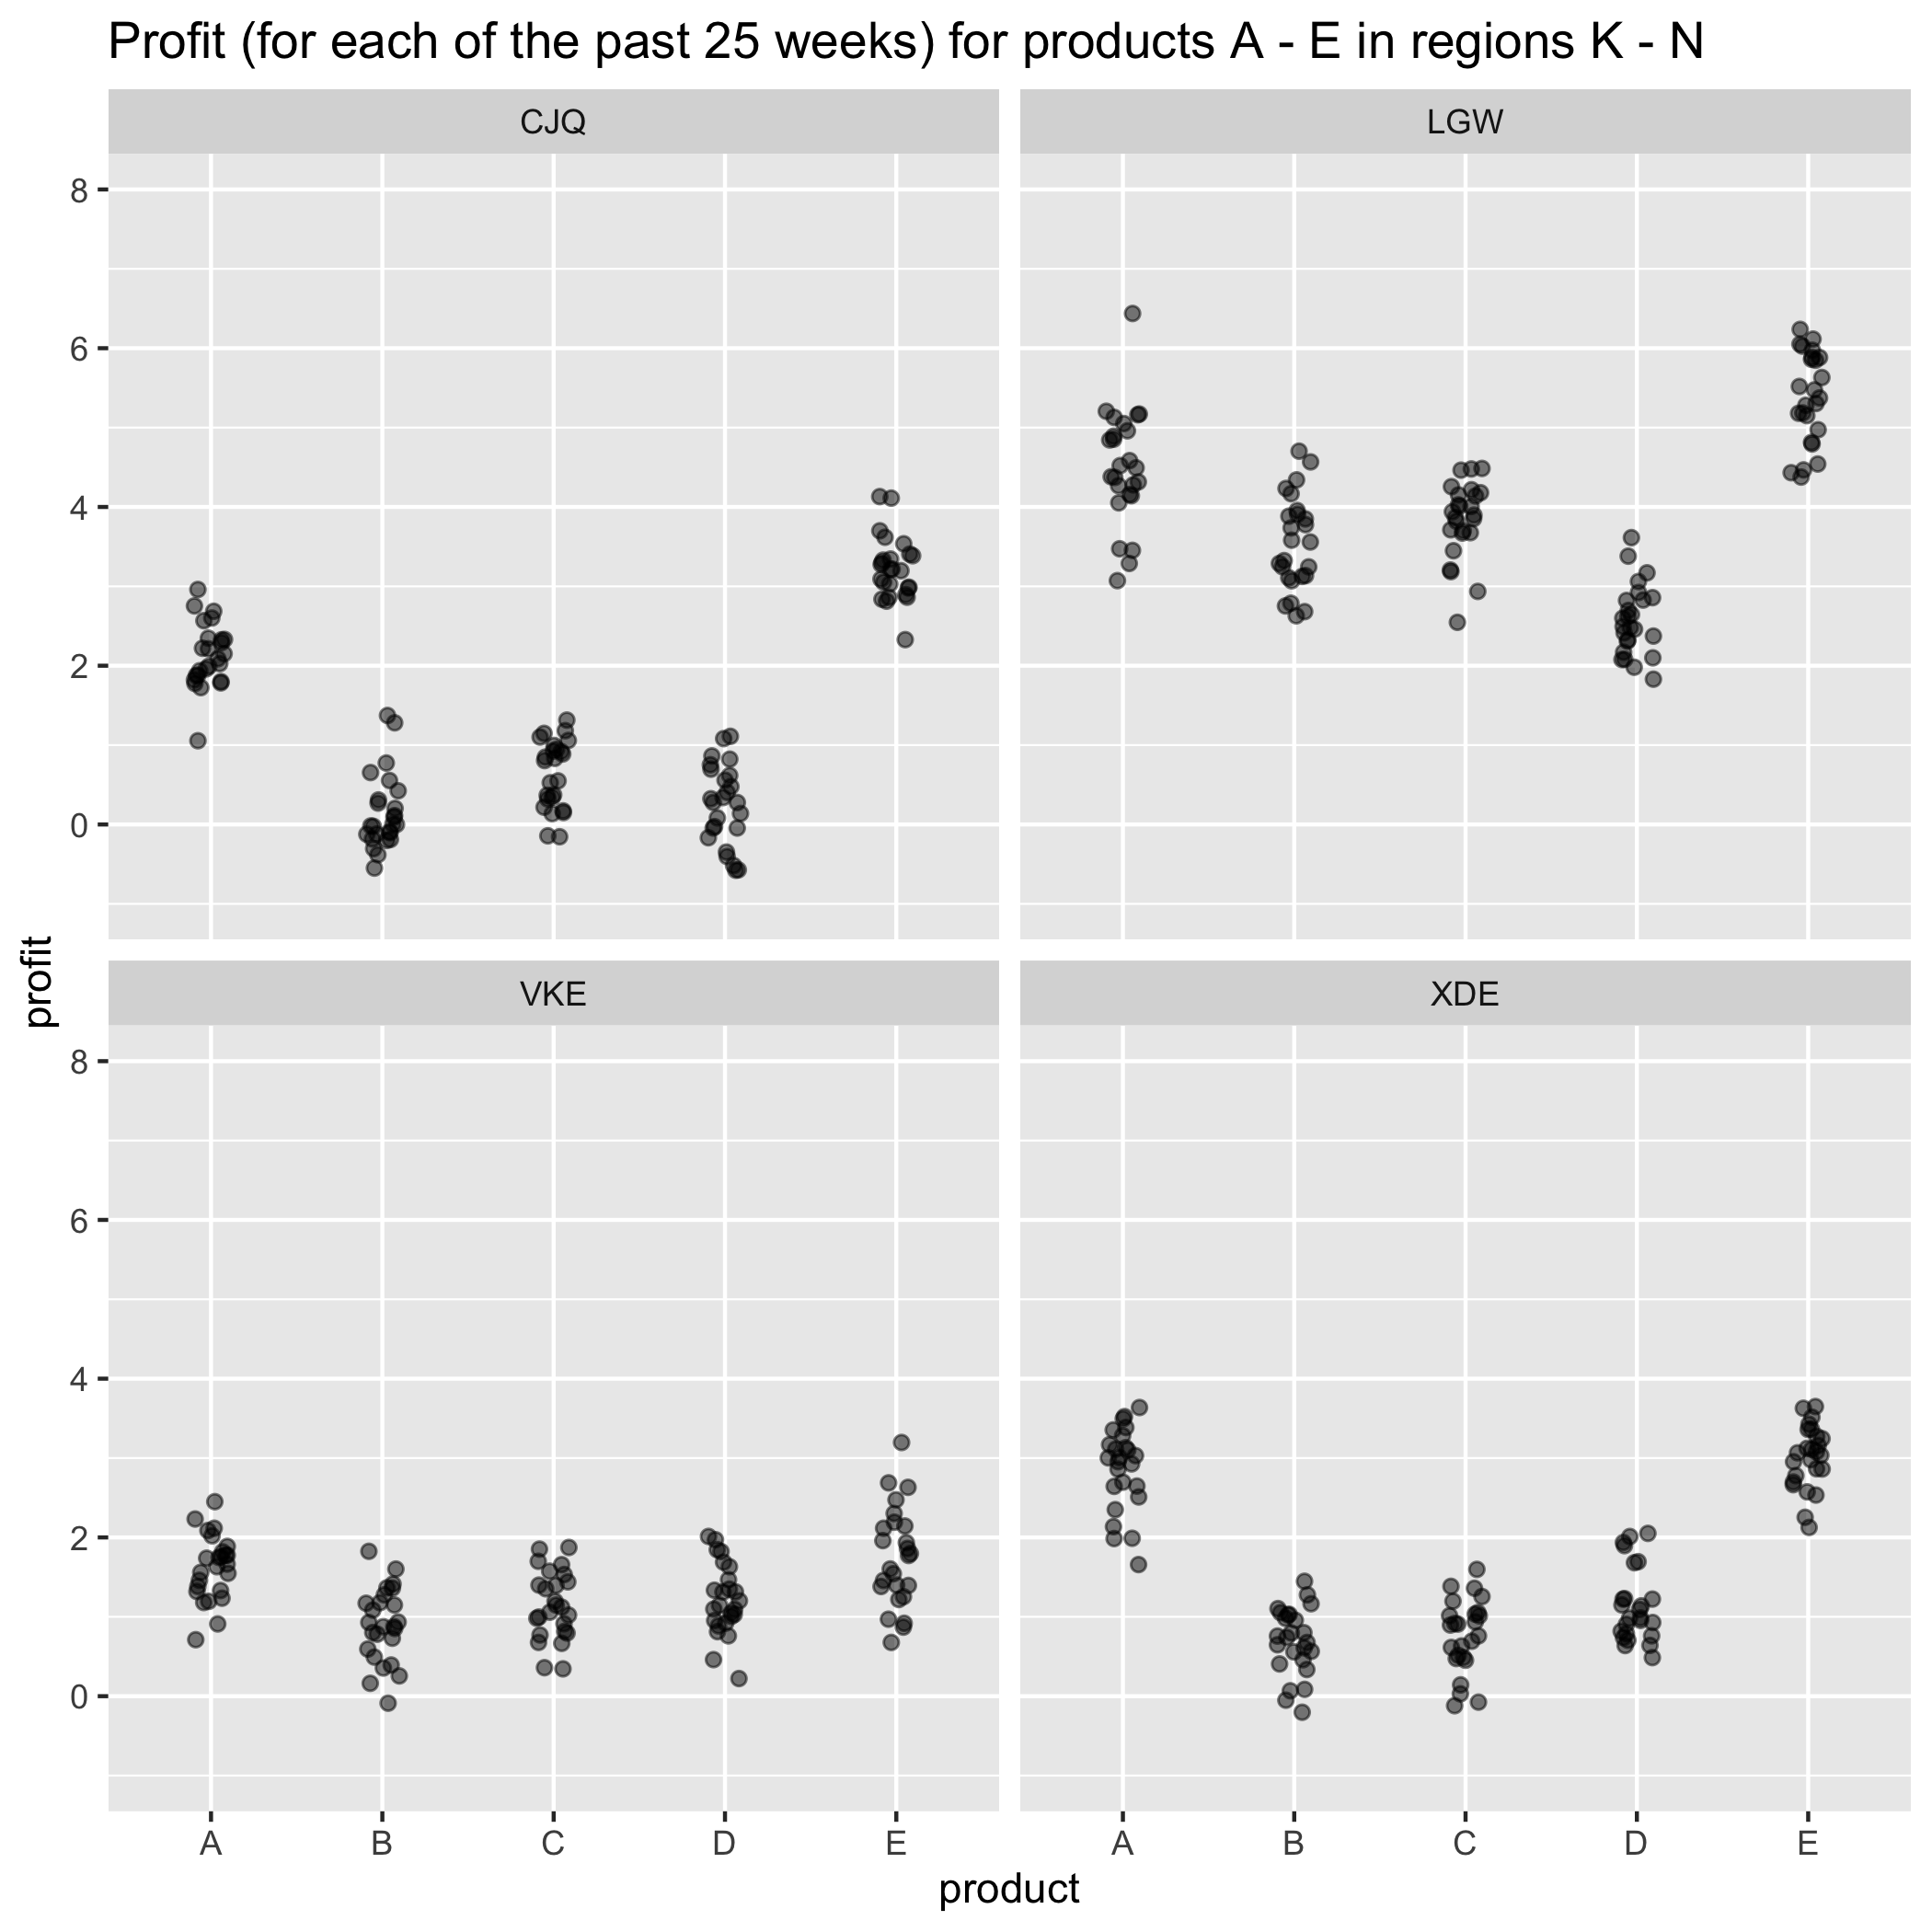 Profit (for each of the past 25 weeks) for products A - E in regions K - N
CJQ
LGW
8
6
4
2
0
profit
VKE
XDE
8
6
4
2
0
A B C D E
A B C D E
product